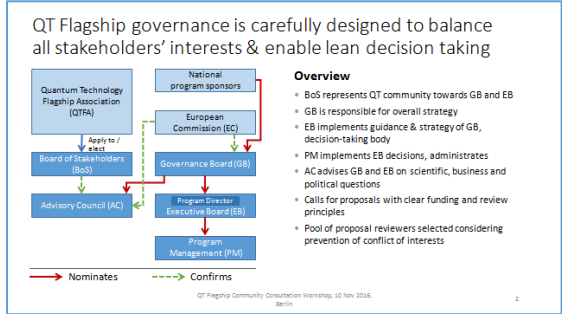 QT Flagship governance is carefully designed to balance
all stakeholders’ interests & enable lean decision taking
Quantum Technology
Flagship Association
(QTFA)
National
program sponsors
European
Commission (EC)
Apply to /
elect
Board of Stakeholders
(BoS)
Governance Board (GB)
Advisory Council (AC)
Program Director
Executive Board (EB)
Program
Management (PM)
Nominates
Confirms
Overview
• BoS represents QT community towards GB and EB
• GB is responsible for overall strategy
• EB implements guidance & strategy of GB,
decision-taking body
• PM implements EB decisions, administrates
• AC advises GB and EB on scientific, business and
political questions
• Calls for proposals with clear funding and review
principles
• Pool of proposal reviewers selected considering
prevention of conflict of interests
QT Flagship Community Consultation Workshop, 10 Nov 2016,
Berlin
2